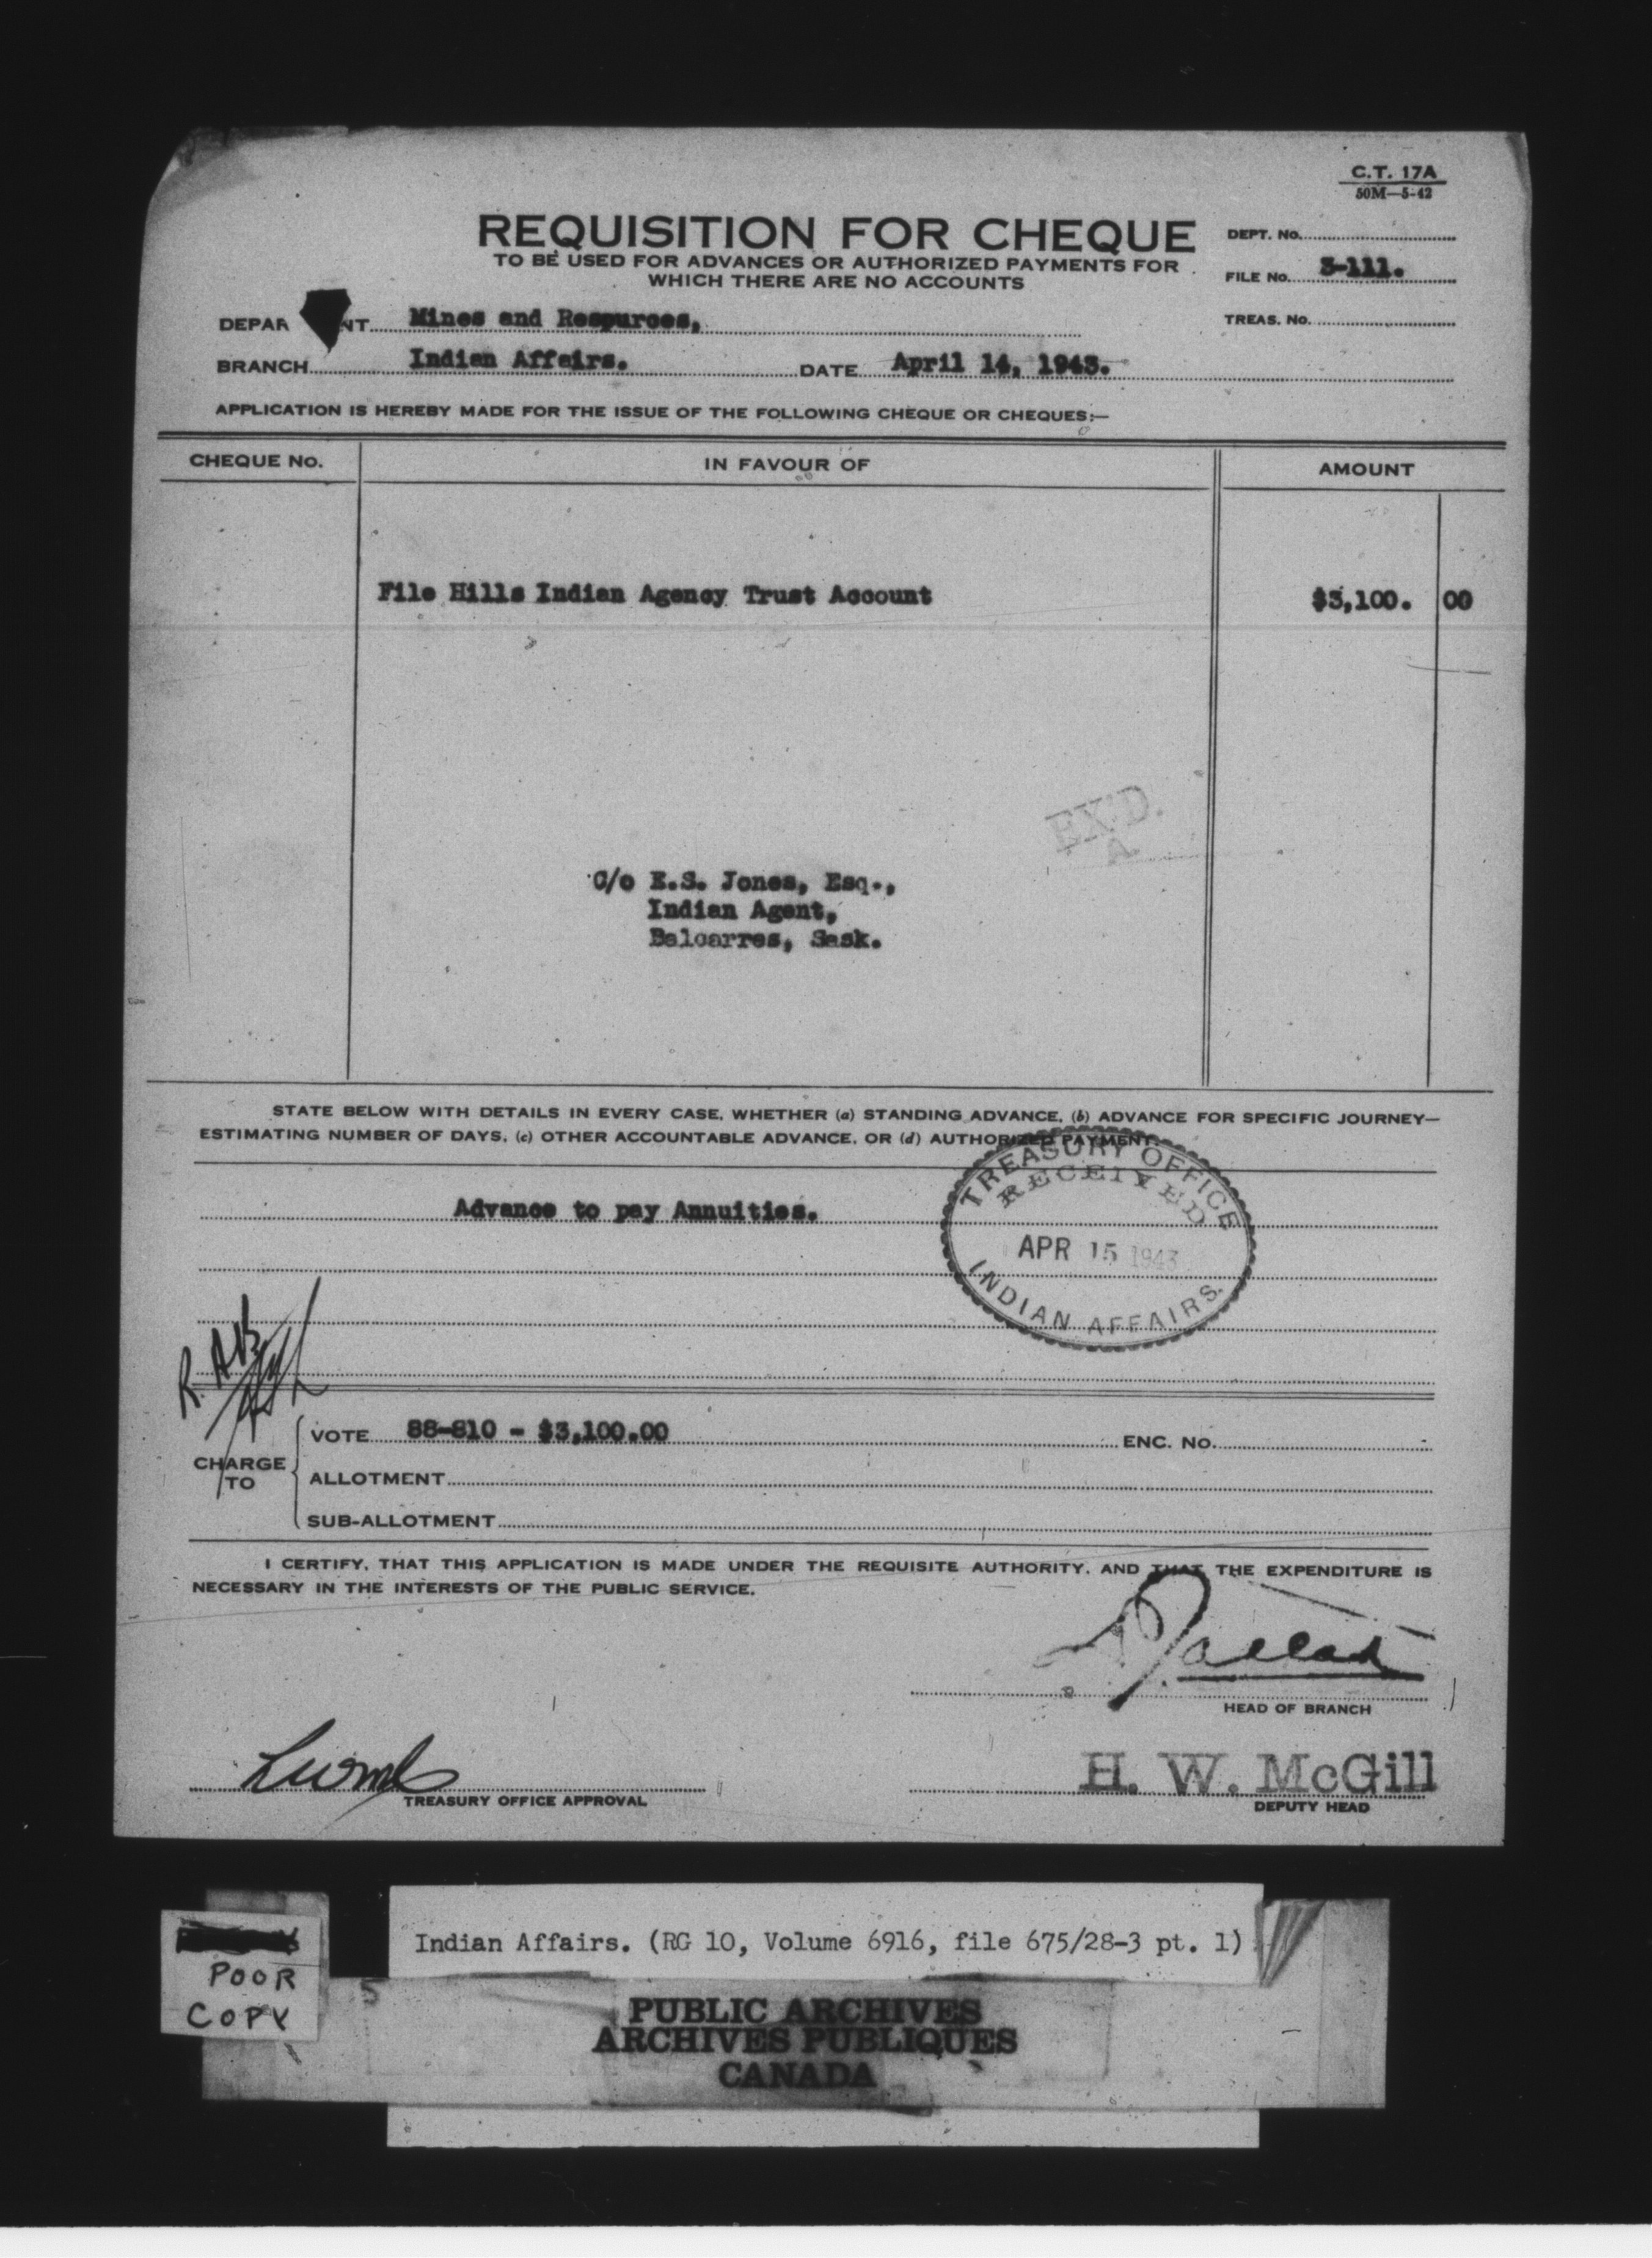 C.T. 17A
50M—5-42
REQUISITION FOR CHEQUE
TO BE USED FOR ADVANCES OR AUTHORIZED PAYMENTS FOR
WHICH THERE ARE NO ACCOUNTS
DEPT. No.
FILE No. 3-111.
TREAS. No.
DEPAR NT Mines and Resources,
BRANCH Indian Affairs. DATE April 14, 1943.
APPLICATION IS HEREBY MADE FOR THE ISSUE OF THE FOLLOWING CHEQUE OR CHEQUES:—
CHEQUE No. IN FAVOUR OF AMOUNT
File Hills Indian Agency Trust Account $3,100. 00
EX'D.
A.
C/o E.S. Jones, Esq.,
Indian Agent,
Balcarres, Sask.
STATE BELOW WITH DETAILS IN EVERY CASE, WHETHER (a) STANDING ADVANCE, (b) ADVANCE FOR SPECIFIC JOURNEY—
ESTIMATING NUMBER OF DAYS, (c) OTHER ACCOUNTABLE ADVANCE, OR (d) AUTHORIZED PAYMENT.
TREASURY OFFICE
RECEIVED
APR 15 1943
INDIAN AFFAIRS.
Advance to pay Annuities.
CHARGE TO
VOTE 88-810 - $3,100.00 ENC. No.
ALLOTMENT
SUB-ALLOTMENT
I CERTIFY, THAT THIS APPLICATION IS MADE UNDER THE REQUISITE AUTHORITY, AND THAT THE EXPENDITURE IS
NECESSARY IN THE INTERESTS OF THE PUBLIC SERVICE.
HEAD OF BRANCH
H. W. McGill
TREASURY OFFICE APPROVAL
DEPUTY HEAD
Indian Affairs. (RG 10, Volume 6916, file 675/28-3 pt. 1)
POOR
COPY
5
PUBLIC ARCHIVES
ARCHIVES PUBLIQUES
CANADA